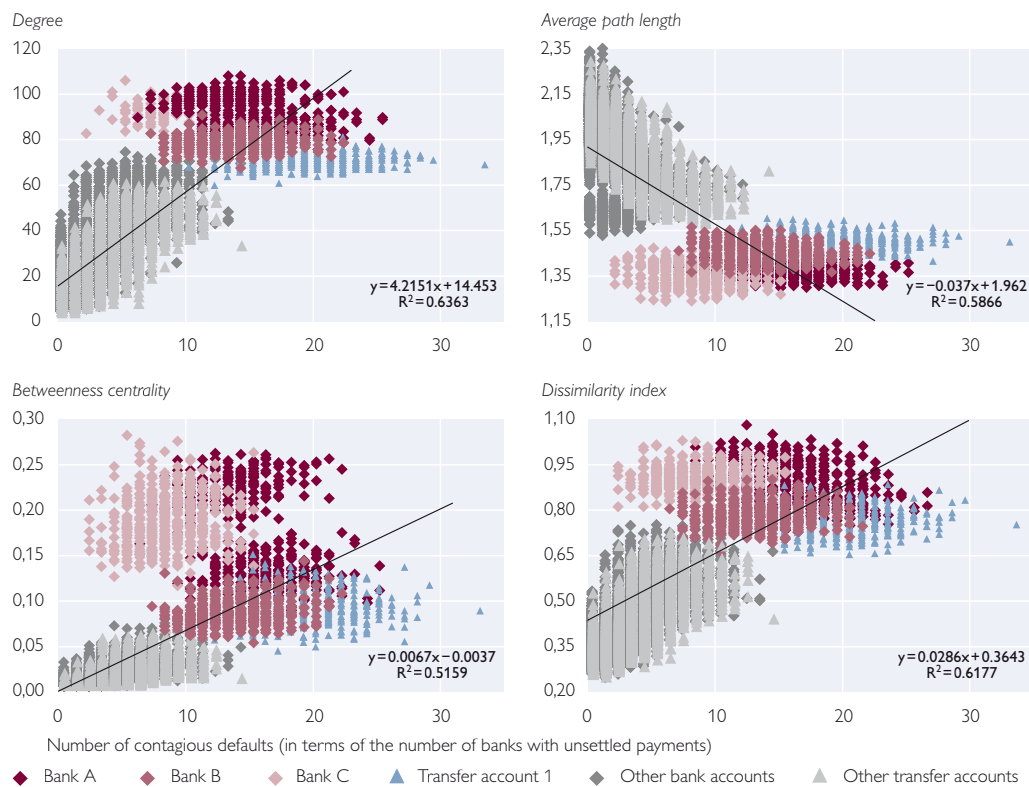 Degree
120
100
80
60
40
20
0
0 10 20 30
y=4.2151x+14.453
R²=0.6363
Average path length
2,35
2,15
1,95
1,75
1,55
1,35
1,15
0 10 20 30
y=−0.037x+1.962
R²=0.5866
Betweenness centrality
0,30
0,25
0,20
0,15
0,10
0,05
0,00
0 10 20 30
y=0.0067x−0.0037
R²=0.5159
Dissimilarity index
1,10
0,95
0,80
0,65
0,50
0,35
0,20
0 10 20 30
y=0.0286x+0.3643
R²=0.6177
Number of contagious defaults (in terms of the number of banks with unsettled payments)
Bank A Bank B Bank C Transfer account 1 Other bank accounts Other transfer accounts